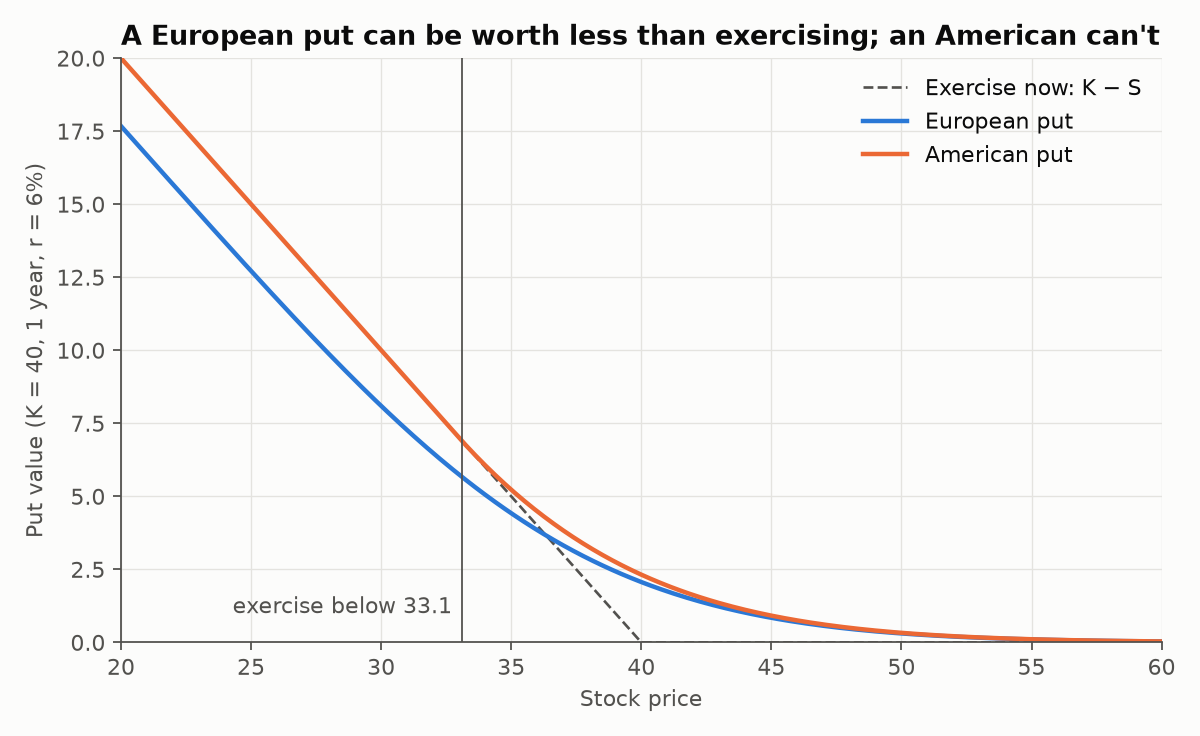 A European put can be worth less than exercising; an American can't
Exercise now: K − S
European put
American put
Put value (K = 40, 1 year, r = 6%)
20.0
17.5
15.0
12.5
10.0
7.5
5.0
2.5
0.0
exercise below 33.1
20 25 30 35 40 45 50 55 60
Stock price